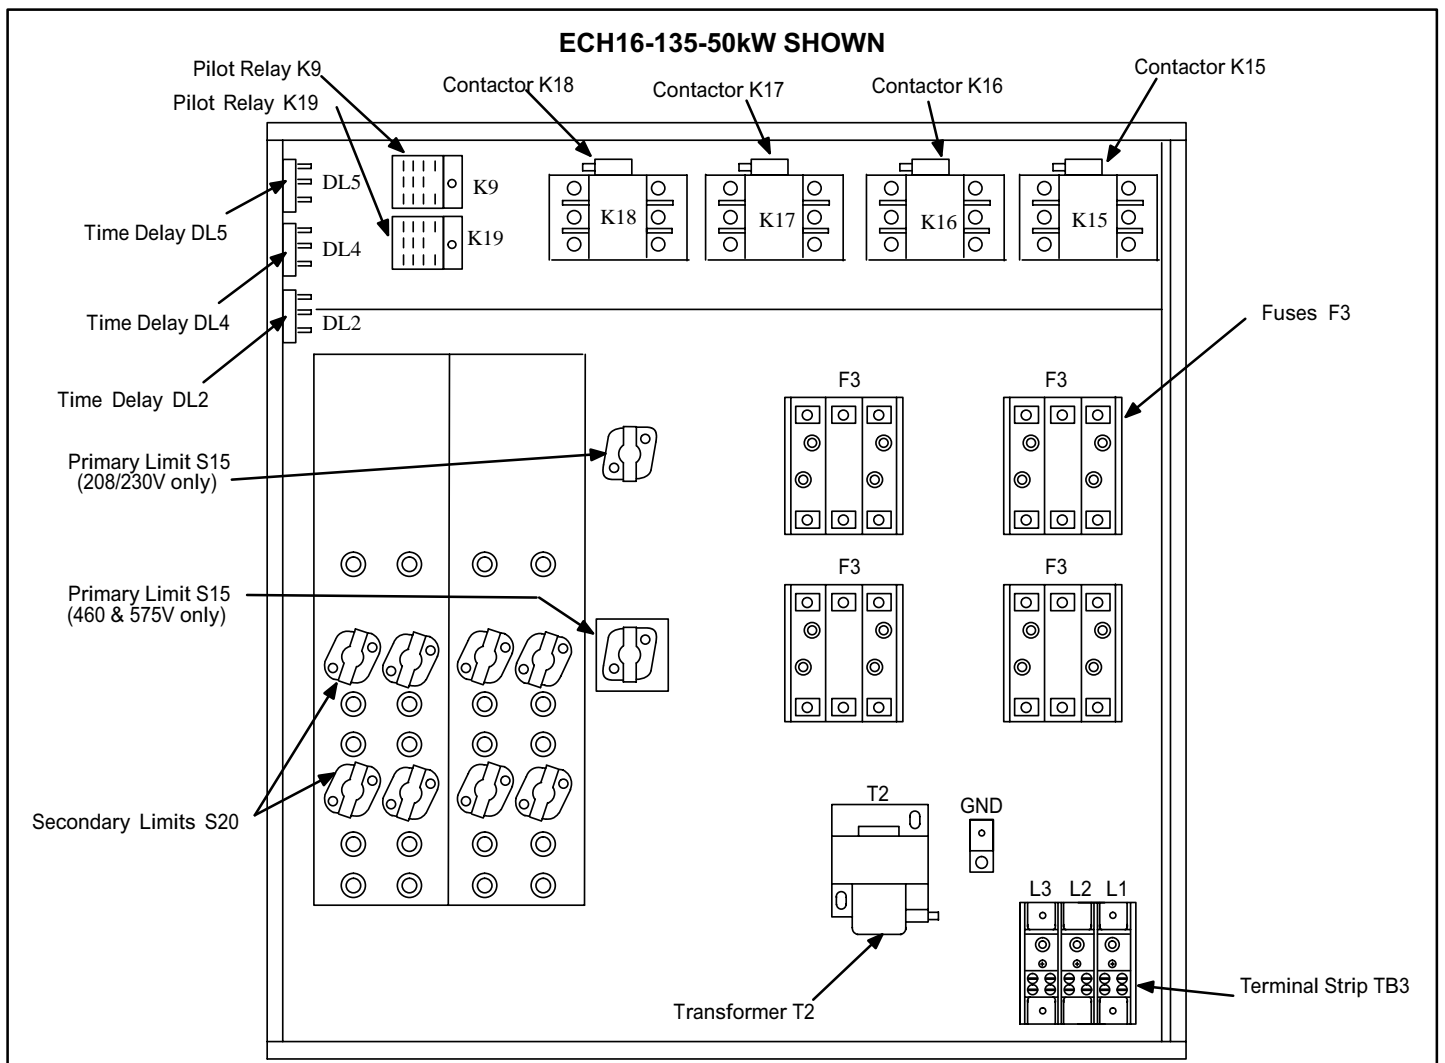 ECH16-135-50kW SHOWN
Pilot Relay K9
Pilot Relay K19
Contactor K18
Contactor K17
Contactor K16
Contactor K15
DL5
K9
K18
K17
K16
K15
Time Delay DL5
DL4
K19
Time Delay DL4
DL2
Fuses F3
Time Delay DL2
F3
F3
Primary Limit S15
(208/230V only)
F3
F3
Primary Limit S15
(460 & 575V only)
Secondary Limits S20
T2
GND
L3 L2 L1
Terminal Strip TB3
Transformer T2